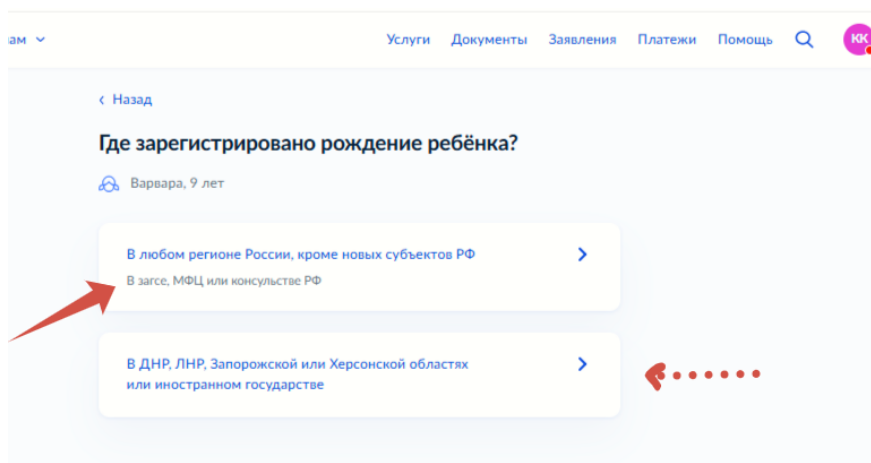 Услуги Документы Заявления Платежи Помощь КК
Назад
Где зарегистрировано рождение ребёнка?
Варвара, 9 лет
В любом регионе России, кроме новых субъектов РФ
В загсе, МФЦ или консульстве РФ
В ДНР, ЛНР, Запорожской или Херсонской областях
или иностранном государстве